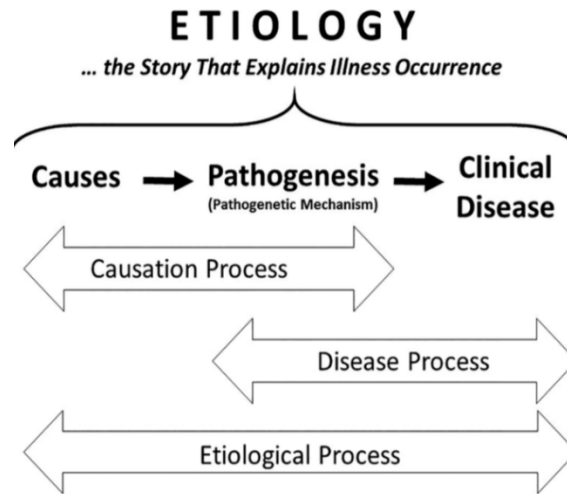 ETIOLOGY
... the Story That Explains Illness Occurrence
Causes Pathogenesis Clinical
(Pathogenetic Mechanism) Disease
Causation Process
Disease Process
Etiological Process